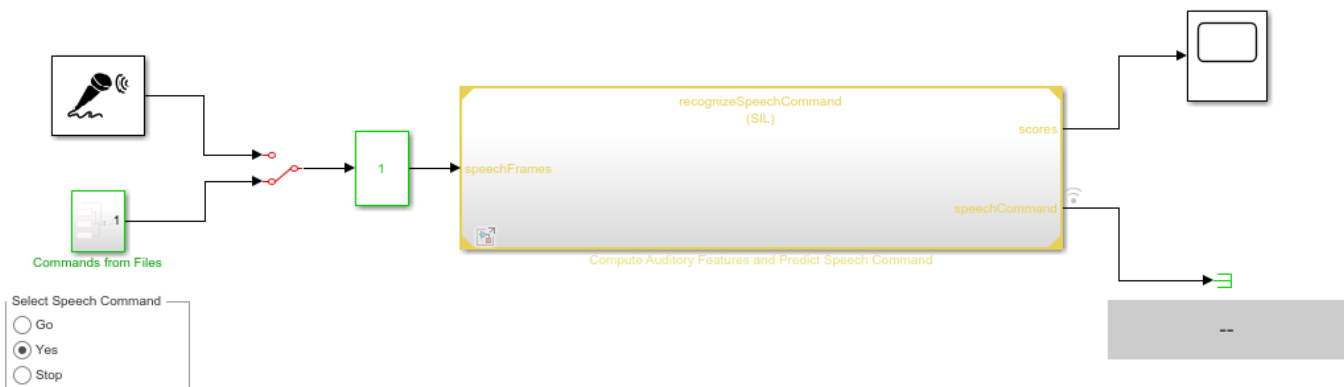 recognizeSpeechCommand
(SIL)
scores
speechFrames
1
1
speechCommand
Commands from Files
Compute Auditory Features and Predict Speech Command
Select Speech Command
Go
Yes
Stop
--